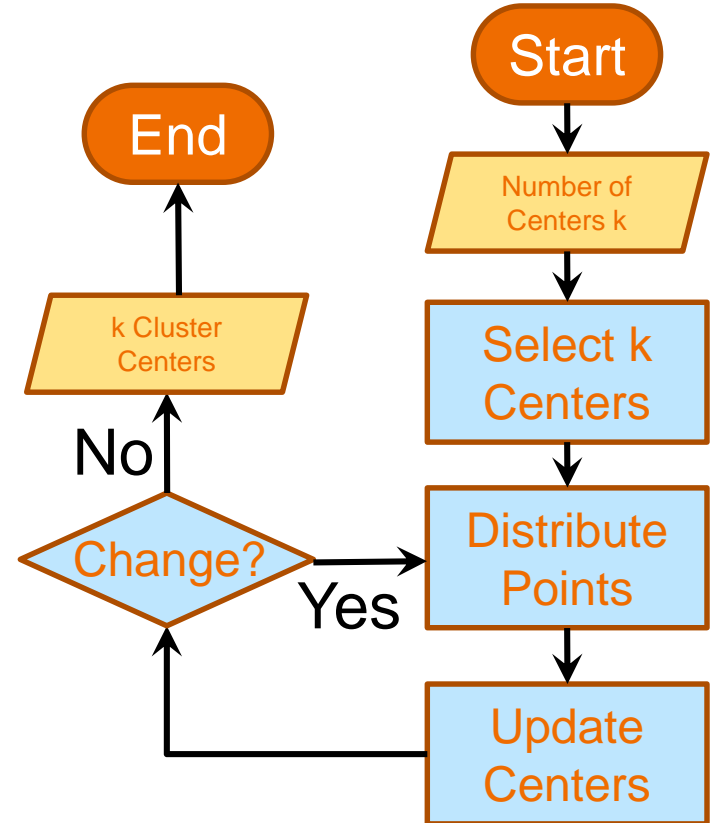 Start
Number of
Centers k
Select k
Centers
Distribute
Points
Update
Centers
Change?
Yes
No
k Cluster
Centers
End